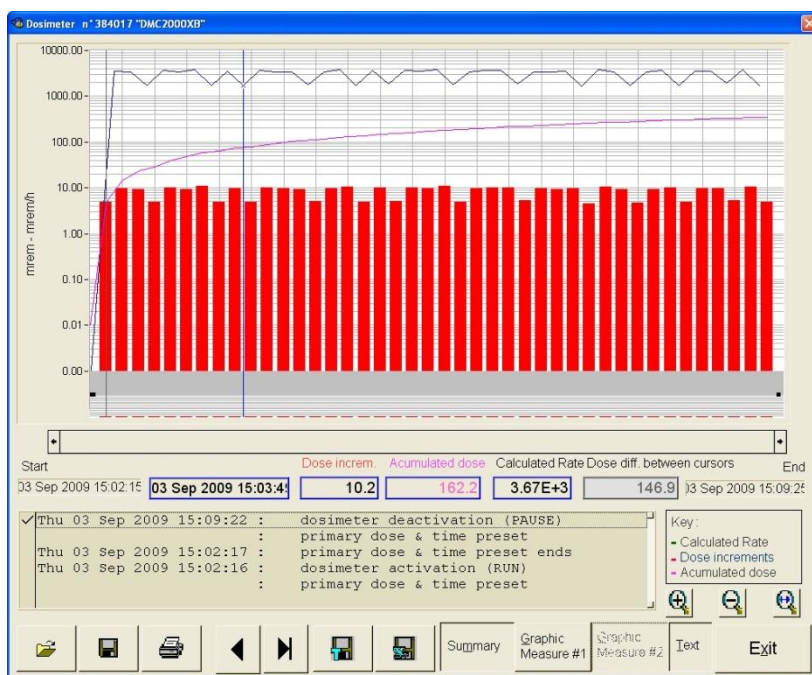 Dosimeter n°384017 "DMC2000XB"
10000.00
1000.00
100.00
10.00
1.00
0.10
0.01
0.00
mrem - mrem/h
Start
Dose increm.
Acumulated dose
Calculated Rate
Dose diff. between cursors
End
03 Sep 2009 15:02:15
03 Sep 2009 15:03:49
10.2
162.2
3.67E+3
146.9
03 Sep 2009 15:09:25
Thu 03 Sep 2009 15:09:22 : dosimeter deactivation (PAUSE)
: primary dose & time preset
Thu 03 Sep 2009 15:02:17 : primary dose & time preset ends
Thu 03 Sep 2009 15:02:16 : dosimeter activation (RUN)
: primary dose & time preset
Key :
- Calculated Rate
- Dose increments
- Acumulated dose
Summary
Graphic
Measure #1
Graphic
Measure #2
Text
Exit